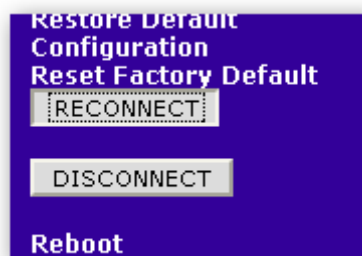 Restore Default
Configuration
Reset Factory Default
RECONNECT
DISCONNECT
Reboot